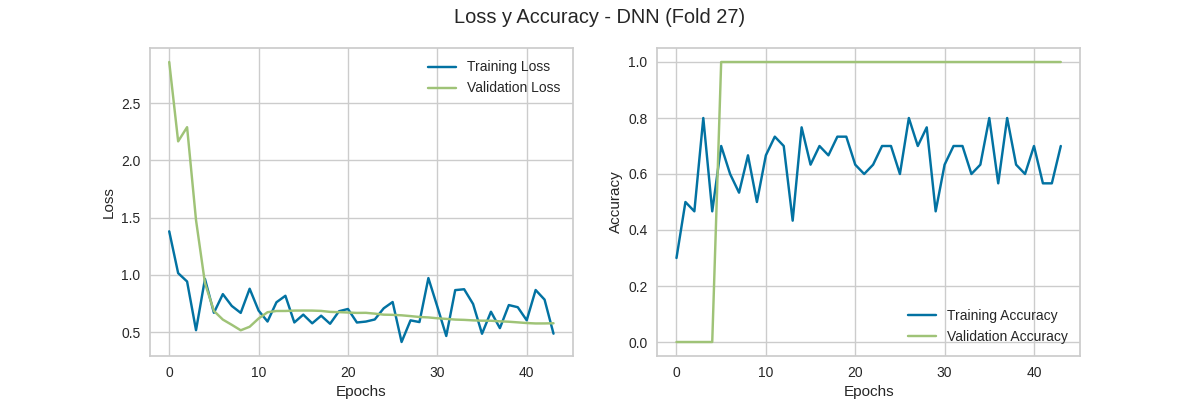 Loss y Accuracy - DNN (Fold 27)
Training Loss
Validation Loss
2.5
2.0
1.5
1.0
0.5
Loss
0 10 20 30 40
Epochs
1.0
0.8
0.6
0.4
0.2
0.0
Accuracy
Training Accuracy
Validation Accuracy
0 10 20 30 40
Epochs